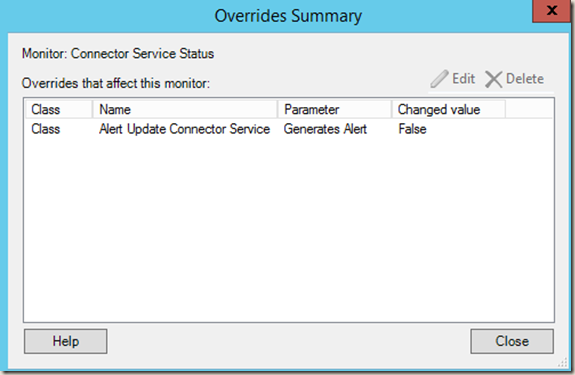 Overrides Summary
x
Monitor: Connector Service Status
Overrides that affect this monitor:
Edit Delete
Class Name Parameter Changed value
Class Alert Update Connector Service Generates Alert False
Help Close